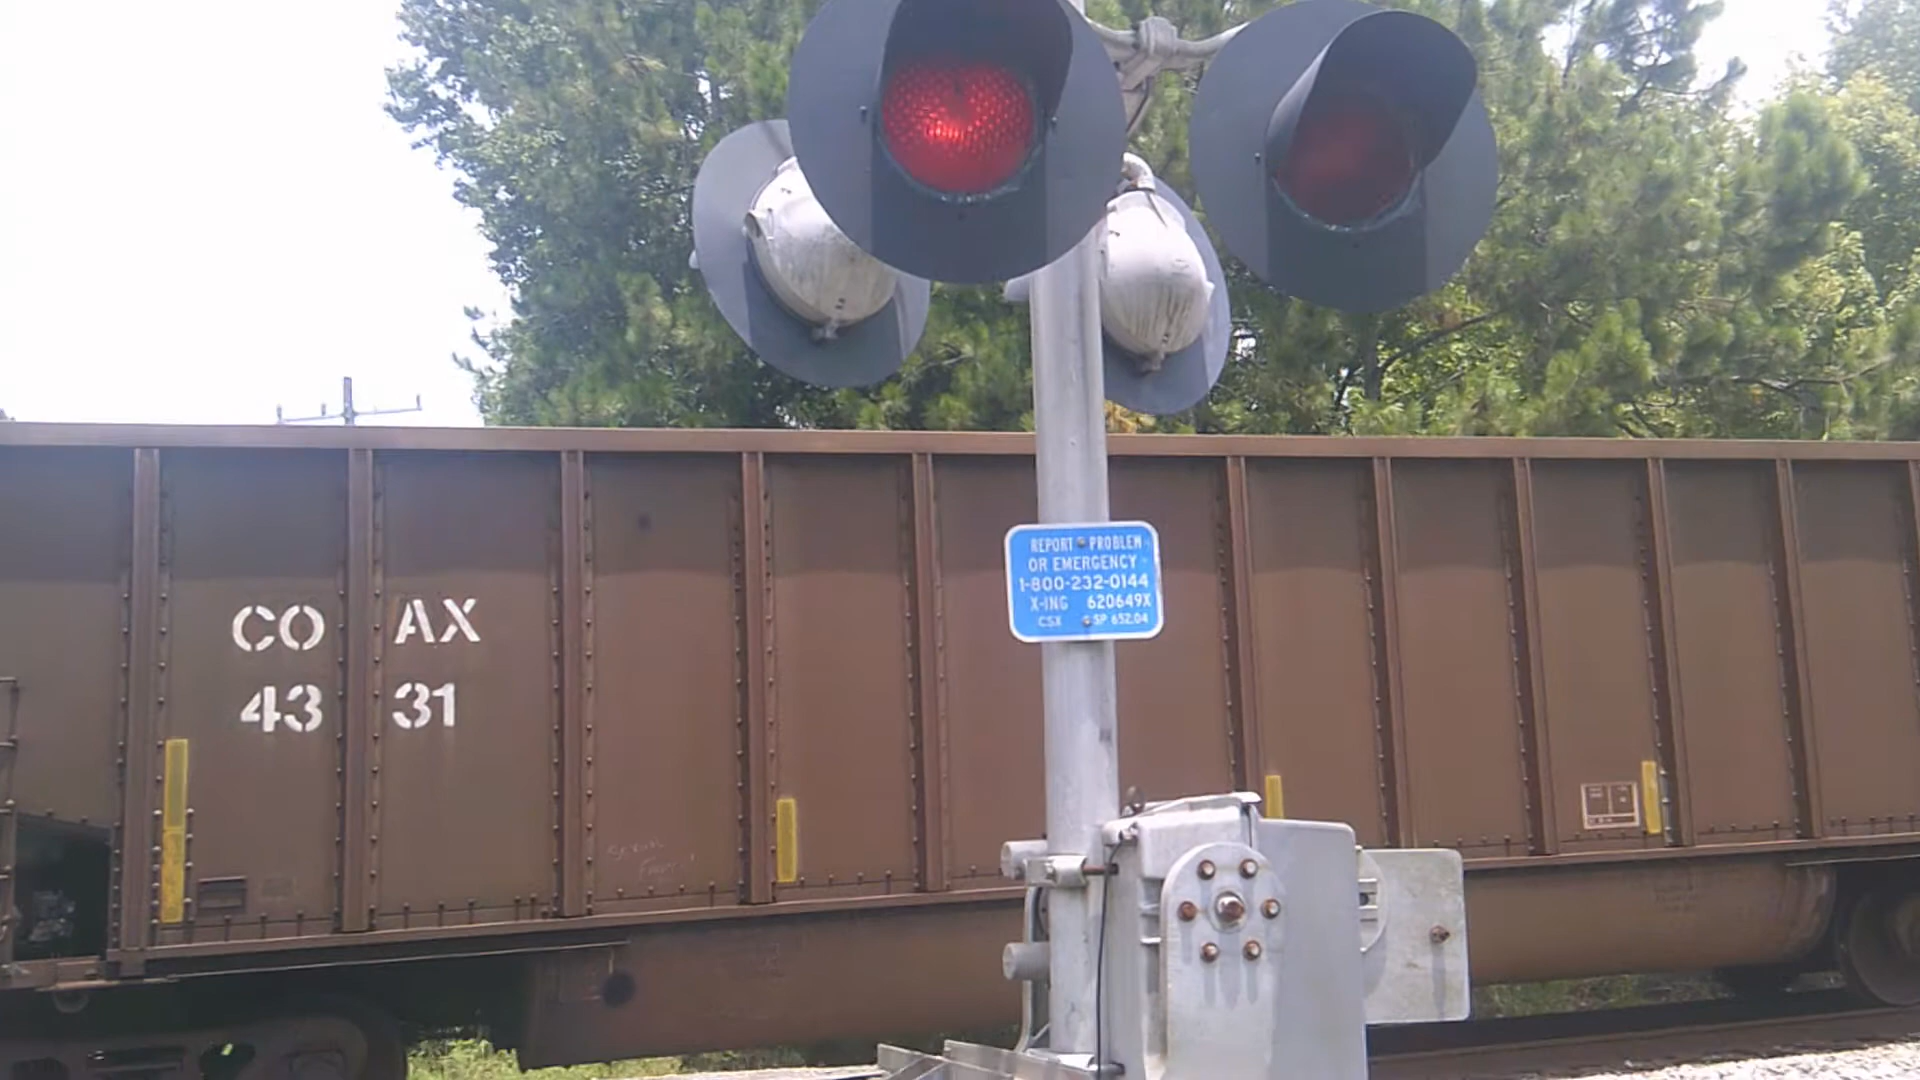 CO AX
43 31
REPORT PROBLEM
OR EMERGENCY
1-800-232-0144
X-ING 620649X
CSX SP 652.04